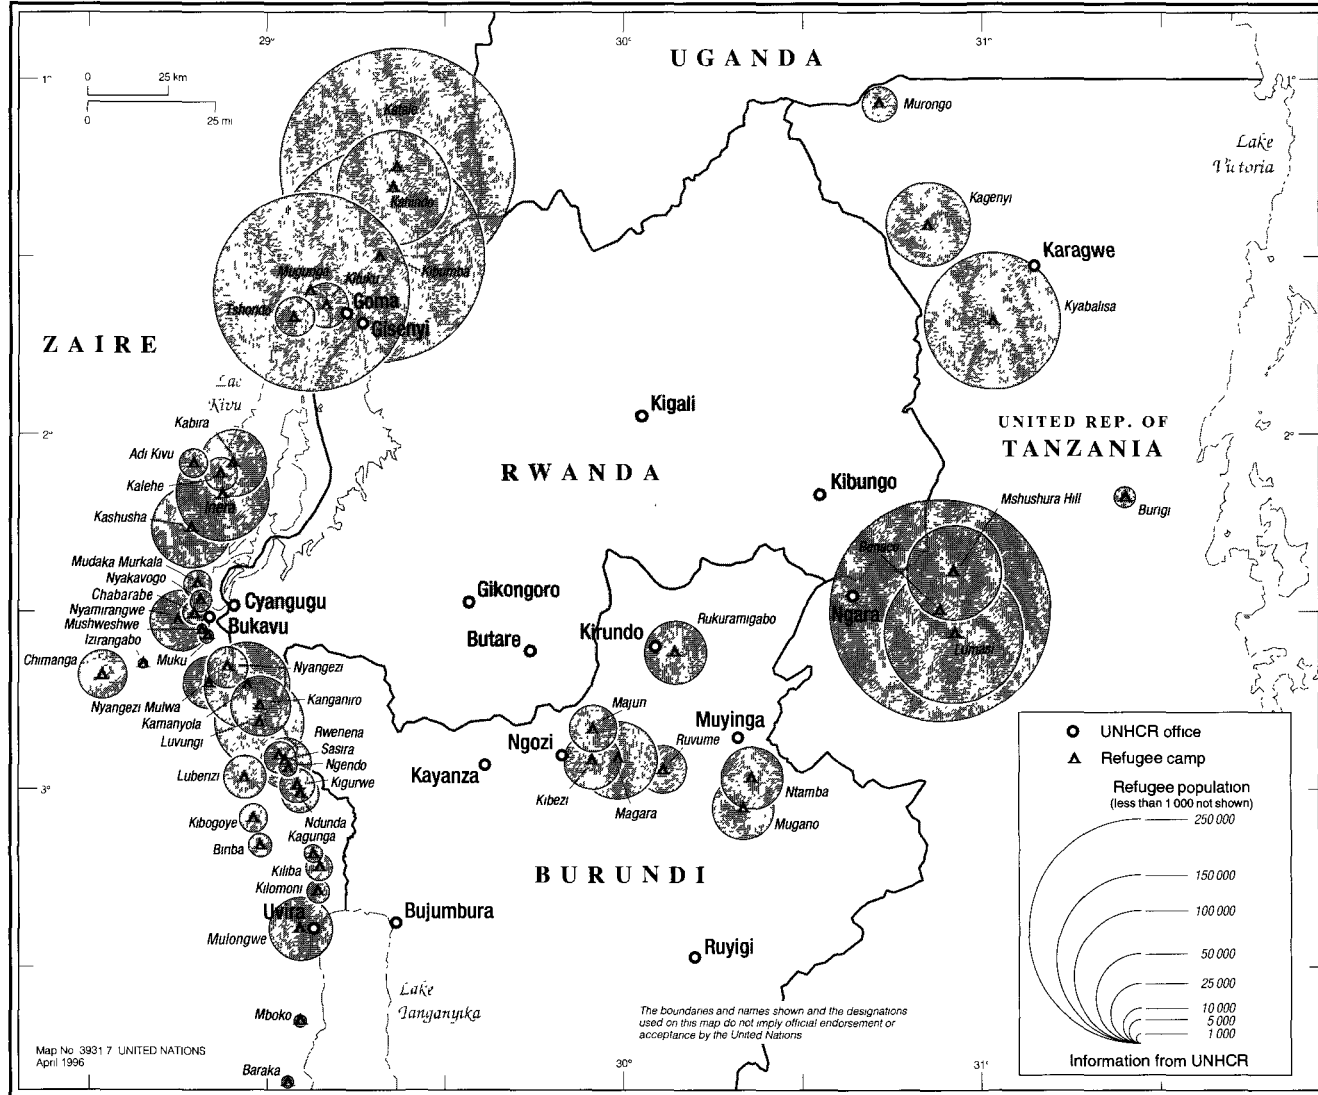 29°
30°
31°
UGANDA
1°
1°
0 25 km
0 25 mi
Katale
Murongo
Lake
Victoria
Kahindo
Kagenyi
Karagwe
Mugunga
Kituku
Kibumba
Tshondo
Goma
Gisenyi
Kyabalisa
ZAIRE
Lac
Kivu
Kabira
Kigali
UNITED REP. OF
TANZANIA
2°
2°
Adi Kivu
RWANDA
Kalehe
Inera
Kibungo
Mshushura Hill
Burigi
Kashusha
Benaco
Mudaka Murkala
Nyakavogo
Chabarabe
Nyamirangwe
Mushweshwe
Izirangabo
Cyangugu
Bukavu
Gikongoro
Ngara
Rukuramigabo
Butare
Kirundo
Lumasi
Chimanga
Muku
Nyangezi
Nyangezi Mulwa
Kanganiro
Kamanyola
Luvungi
Majuri
Muyinga
Rwenena
Sasira
Ngendo
Kigurwe
Ngozi
Ruvume
Luberizi
Kayanza
Kibezi
Magara
Ntamba
Mugano
3°
Kibogoye
Ndunda
Kagunga
Biriba
Kiliba
Kilomoni
BURUNDI
Uvira
Mulongwe
Bujumbura
Ruyigi
Lake
Tanganyika
Mboko
Baraka
UNHCR office
Refugee camp
Refugee population
(less than 1 000 not shown)
250 000
150 000
100 000
50 000
25 000
10 000
5 000
1 000
Information from UNHCR
The boundaries and names shown and the designations
used on this map do not imply official endorsement or
acceptance by the United Nations
Map No 3931 7 UNITED NATIONS
April 1996
30°
31°